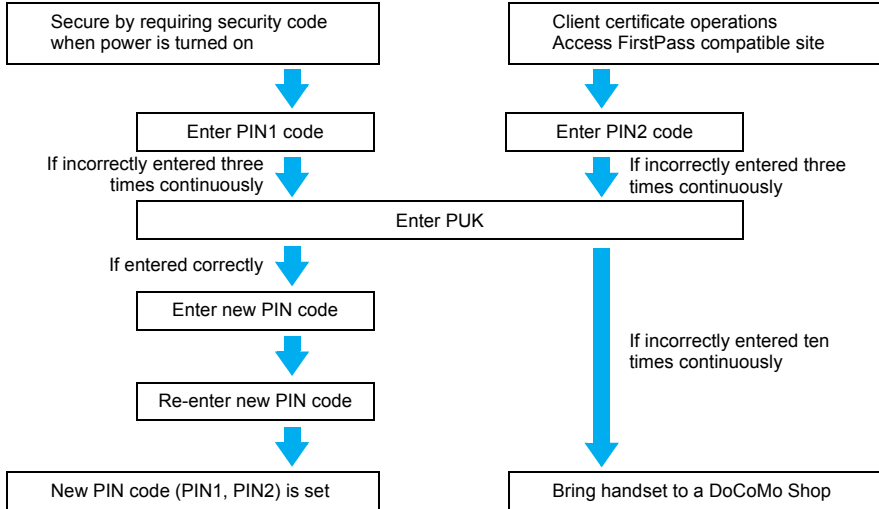 Secure by requiring security code
when power is turned on
Client certificate operations
Access FirstPass compatible site
Enter PIN1 code
Enter PIN2 code
If incorrectly entered three
times continuously
If incorrectly entered three
times continuously
Enter PUK
If entered correctly
Enter new PIN code
If incorrectly entered ten
times continuously
Re-enter new PIN code
New PIN code (PIN1, PIN2) is set
Bring handset to a DoCoMo Shop